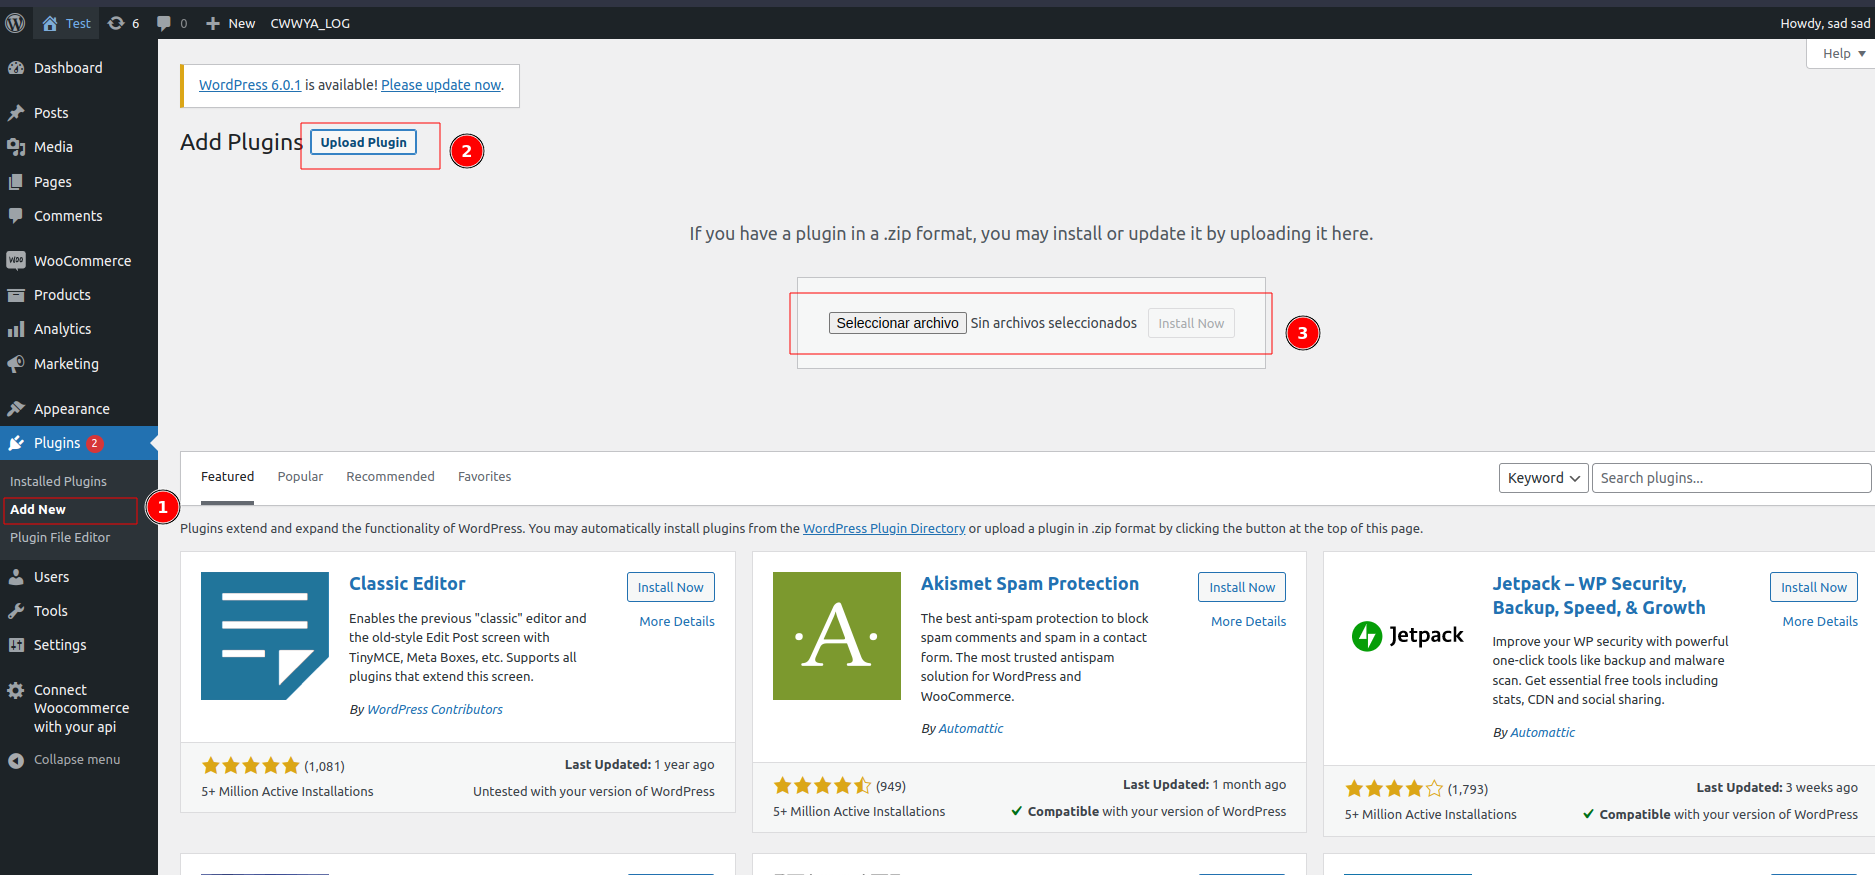 Test 6 0 New CWWYA_LOG Howdy, sad sad
Help
Dashboard
Posts
Media
Pages
Comments
WooCommerce
Products
Analytics
Marketing
Appearance
Plugins 2
Installed Plugins
Add New 1
Plugin File Editor
Users
Tools
Settings
Connect
Woocommerce
with your api
Collapse menu
WordPress 6.0.1 is available! Please update now.
Add Plugins Upload Plugin 2
If you have a plugin in a .zip format, you may install or update it by uploading it here.
Seleccionar archivo Sin archivos seleccionados Install Now 3
Featured Popular Recommended Favorites Keyword Search plugins...
Plugins extend and expand the functionality of WordPress. You may automatically install plugins from the WordPress Plugin Directory or upload a plugin in .zip format by clicking the button at the top of this page.
Classic Editor
Install Now
More Details
Enables the previous "classic" editor and
the old-style Edit Post screen with
TinyMCE, Meta Boxes, etc. Supports all
plugins that extend this screen.
By WordPress Contributors
(1,081) Last Updated: 1 year ago
5+ Million Active Installations Untested with your version of WordPress
·A·
Akismet Spam Protection
Install Now
More Details
The best anti-spam protection to block
spam comments and spam in a contact
form. The most trusted antispam
solution for WordPress and
WooCommerce.
By Automattic
(949) Last Updated: 1 month ago
5+ Million Active Installations Compatible with your version of WordPress
Jetpack
Jetpack – WP Security,
Backup, Speed, & Growth
Install Now
More Details
Improve your WP security with powerful
one-click tools like backup and malware
scan. Get essential free tools including
stats, CDN and social sharing.
By Automattic
(1,793) Last Updated: 3 weeks ago
5+ Million Active Installations Compatible with your version of WordPress